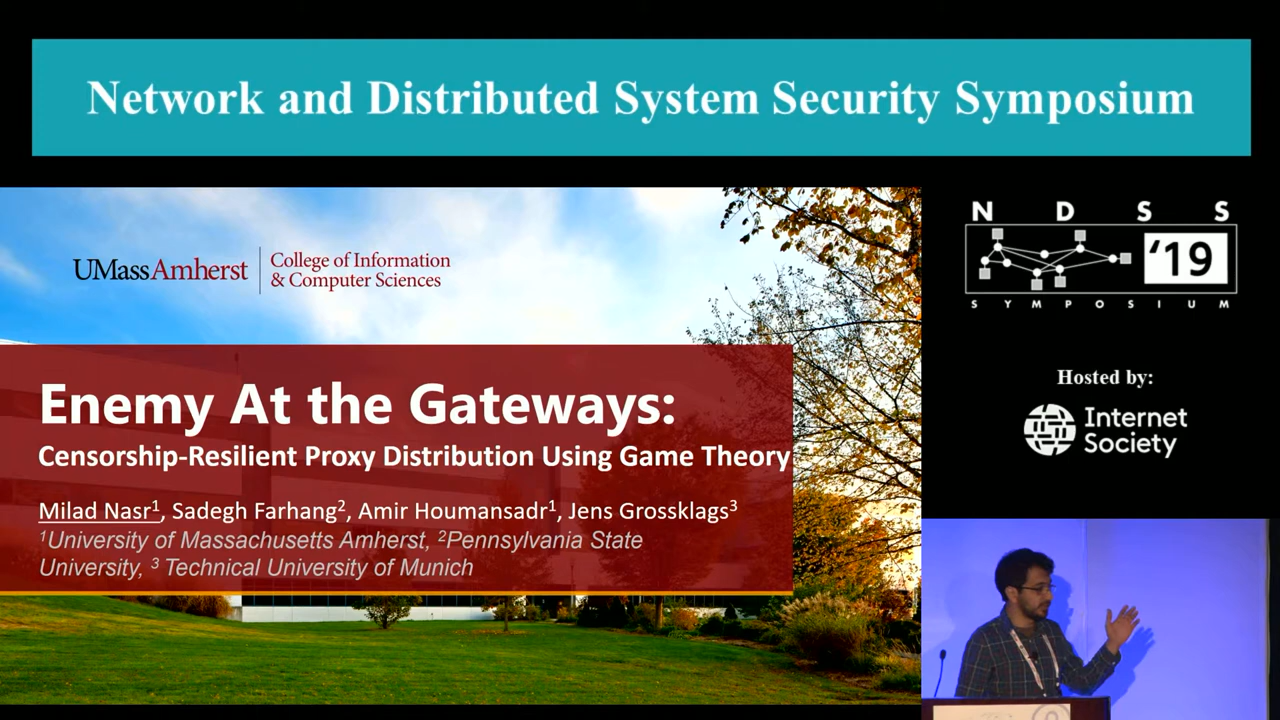 Network and Distributed System Security Symposium
UMassAmherst
College of Information
& Computer Sciences
Enemy At the Gateways:
Censorship-Resilient Proxy Distribution Using Game Theory
Milad Nasr¹, Sadegh Farhang², Amir Houmansadr¹, Jens Grossklags³
¹University of Massachusetts Amherst, ²Pennsylvania State
University, ³ Technical University of Munich
N D S S
'19
S Y M P O S I U M
Hosted by:
Internet
Society